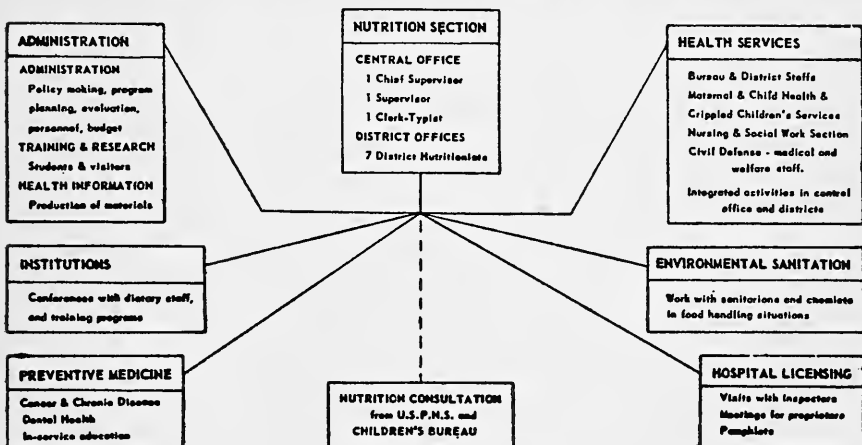 ADMINISTRATION
ADMINISTRATION
Policy making, program
planning, evaluation,
personnel, budget
TRAINING & RESEARCH
Students & visitors
HEALTH INFORMATION
Production of materials
NUTRITION SECTION
CENTRAL OFFICE
1 Chief Supervisor
1 Supervisor
1 Clerk-Typist
DISTRICT OFFICES
7 District Nutritionists
HEALTH SERVICES
Bureau & District Staffs
Maternal & Child Health &
Crippled Children's Services
Nursing & Social Work Section
Civil Defense - medical and
welfare staff.
Integrated activities in central
office and districts
INSTITUTIONS
Conferences with dietary staff,
and training programs
ENVIRONMENTAL SANITATION
Work with sanitarians and chemists
in food handling situations
PREVENTIVE MEDICINE
Cancer & Chronic Disease
Dental Health
In-service education
NUTRITION CONSULTATION
from U.S.P.H.S. and
CHILDREN'S BUREAU
HOSPITAL LICENSING
Visits with inspectors
Meetings for proprietors
Pamphlets